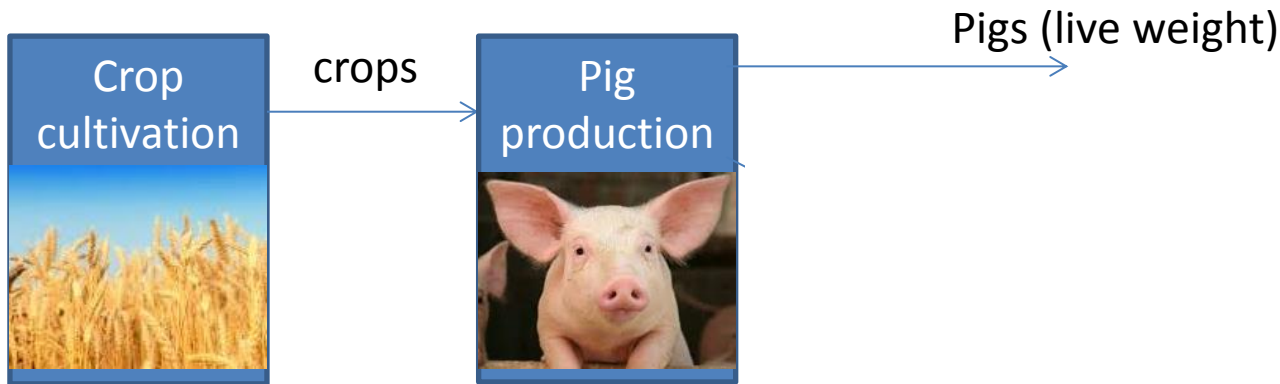 Crop
cultivation
crops
Pig
production
Pigs (live weight)